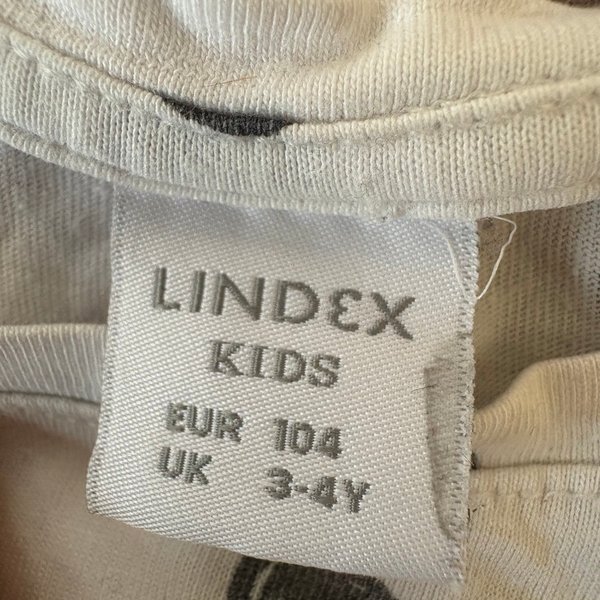 LINDEX
KIDS
EUR 104
UK 3-4Y